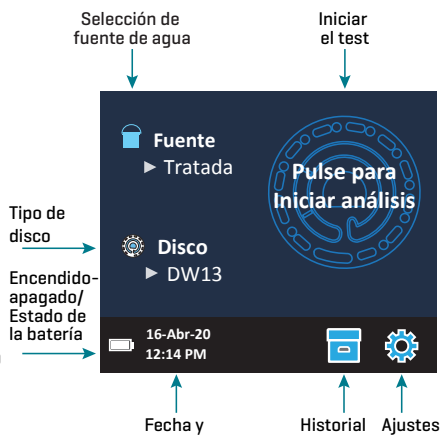 Selección de
fuente de agua
Iniciar
el test
Fuente
Tratada
Pulse para
Iniciar análisis
Tipo de
disco
Disco
DW13
Encendido-
apagado/
Estado de
la batería
16-Abr-20
12:14 PM
Fecha y
Historial
Ajustes